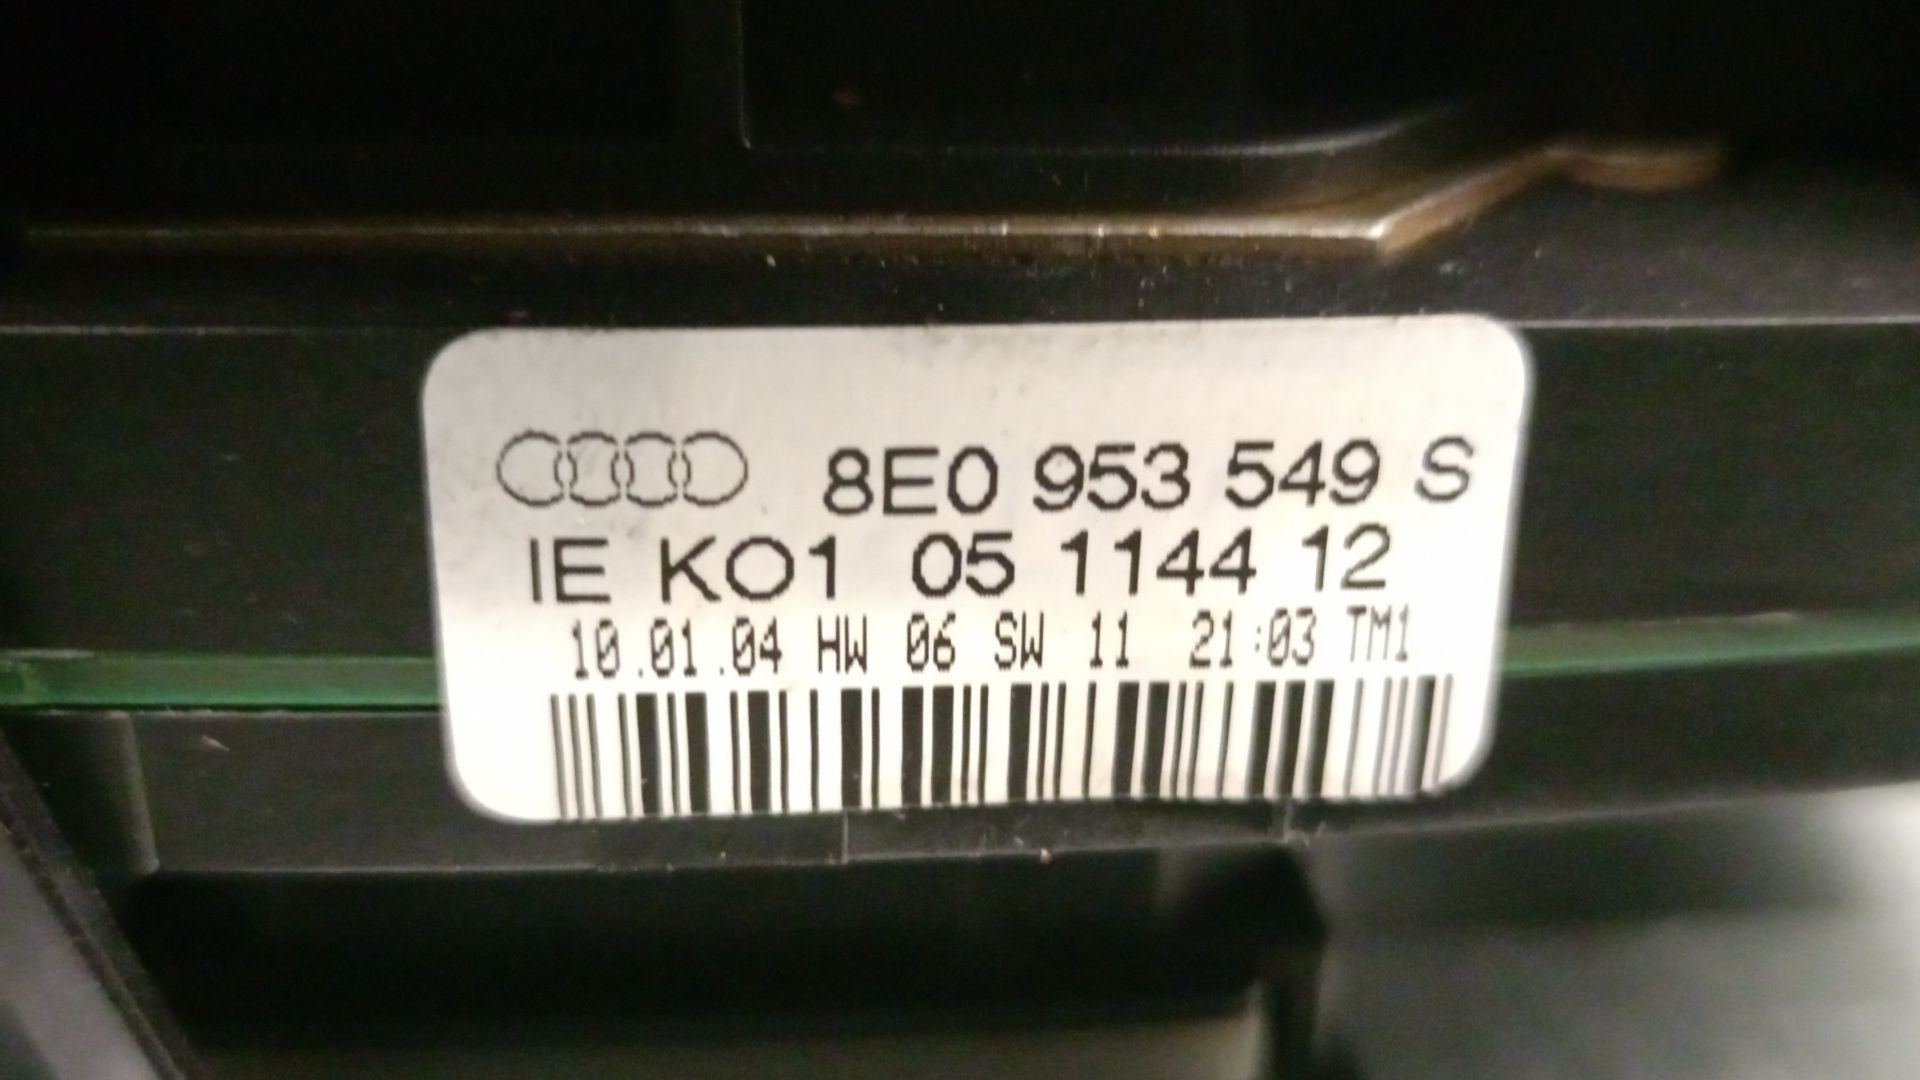 8E0 953 549 S
IE KO1 05 1144 12
10.01.04 HW 06 SW 11 21:03 TM1